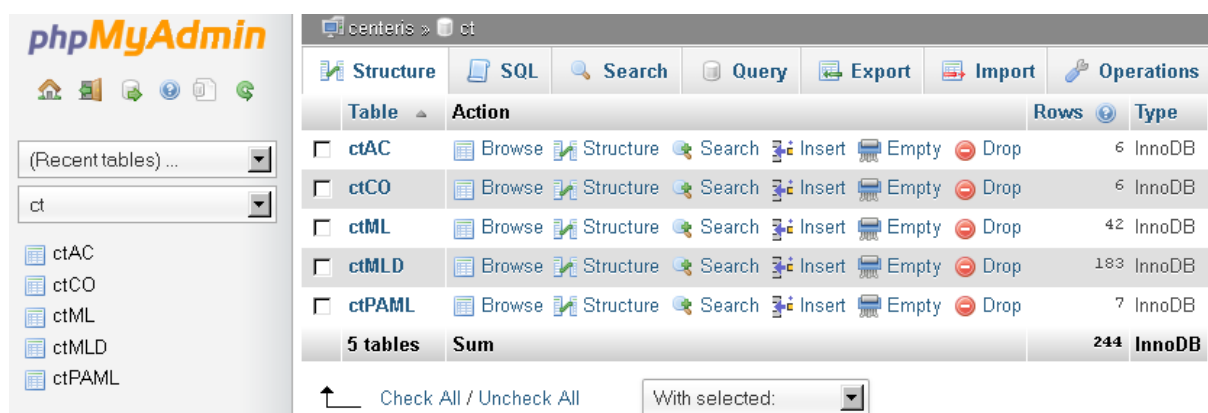 phpMyAdmin
(Recent tables) ...
ct
ctAC
ctCO
ctML
ctMLD
ctPAML
centeris » ct
Structure SQL Search Query Export Import Operations
Table Action Rows Type
ctAC Browse Structure Search Insert Empty Drop 6 InnoDB
ctCO Browse Structure Search Insert Empty Drop 6 InnoDB
ctML Browse Structure Search Insert Empty Drop 42 InnoDB
ctMLD Browse Structure Search Insert Empty Drop 183 InnoDB
ctPAML Browse Structure Search Insert Empty Drop 7 InnoDB
5 tables Sum 244 InnoDB
Check All / Uncheck All With selected: